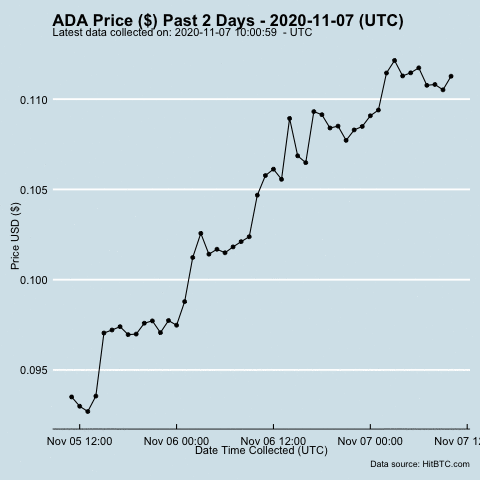 ADA Price ($) Past 2 Days - 2020-11-07 (UTC)
Latest data collected on: 2020-11-07 10:00:59 - UTC
0.110
0.105
0.100
0.095
Price USD ($)
Nov 05 12:00 Nov 06 00:00 Nov 06 12:00 Nov 07 00:00 Nov 07 12
Date Time Collected (UTC)
Data source: HitBTC.com